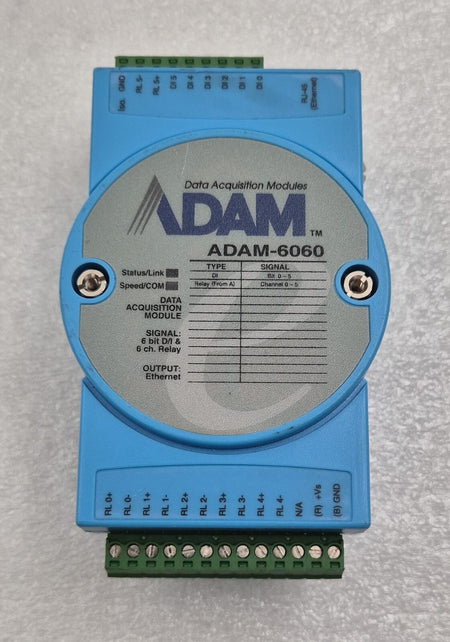 Iso. GND
RL 5-
RL 5+
DI 5
DI 4
DI 3
DI 2
DI 1
DI 0
RJ-45
(Ethernet)
Data Acquisition Modules
ADAM™
ADAM-6060
Status/Link
Speed/COM
TYPE SIGNAL
DI Bit 0 ~ 5
Relay (From A) Channel 0 ~ 5
DATA
ACQUISITION
MODULE
SIGNAL:
6 bit D/I &
6 ch. Relay
OUTPUT:
Ethernet
RL 0+
RL 0-
RL 1+
RL 1-
RL 2+
RL 2-
RL 3+
RL 3-
RL 4+
RL 4-
N/A
(R) +Vs
(B) GND